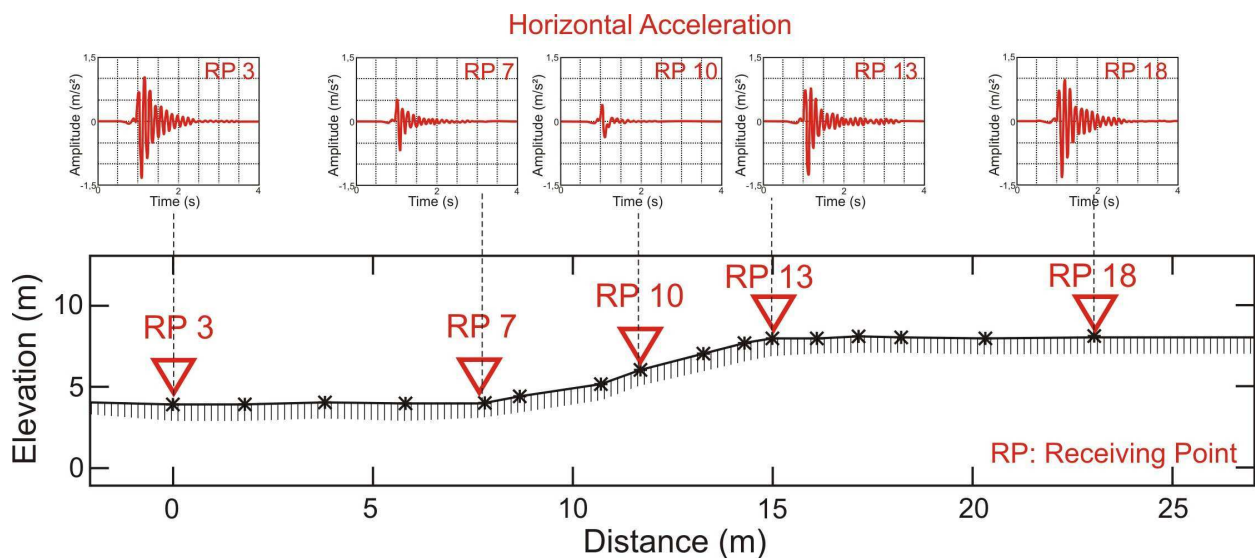 Horizontal Acceleration
1,5
RP 3
Amplitude (m/s²)
0
-1,5
0
2
4
Time (s)
1,5
RP 7
Amplitude (m/s²)
0
-1,5
0
2
4
Time (s)
1,5
RP 10
Amplitude (m/s²)
0
-1,5
0
2
4
Time (s)
1,5
RP 13
Amplitude (m/s²)
0
-1,5
0
2
4
Time (s)
1,5
RP 18
Amplitude (m/s²)
0
-1,5
0
2
4
Time (s)
Elevation (m)
10
5
0
RP 3
RP 7
RP 10
RP 13
RP 18
RP: Receiving Point
0
5
10
15
20
25
Distance (m)